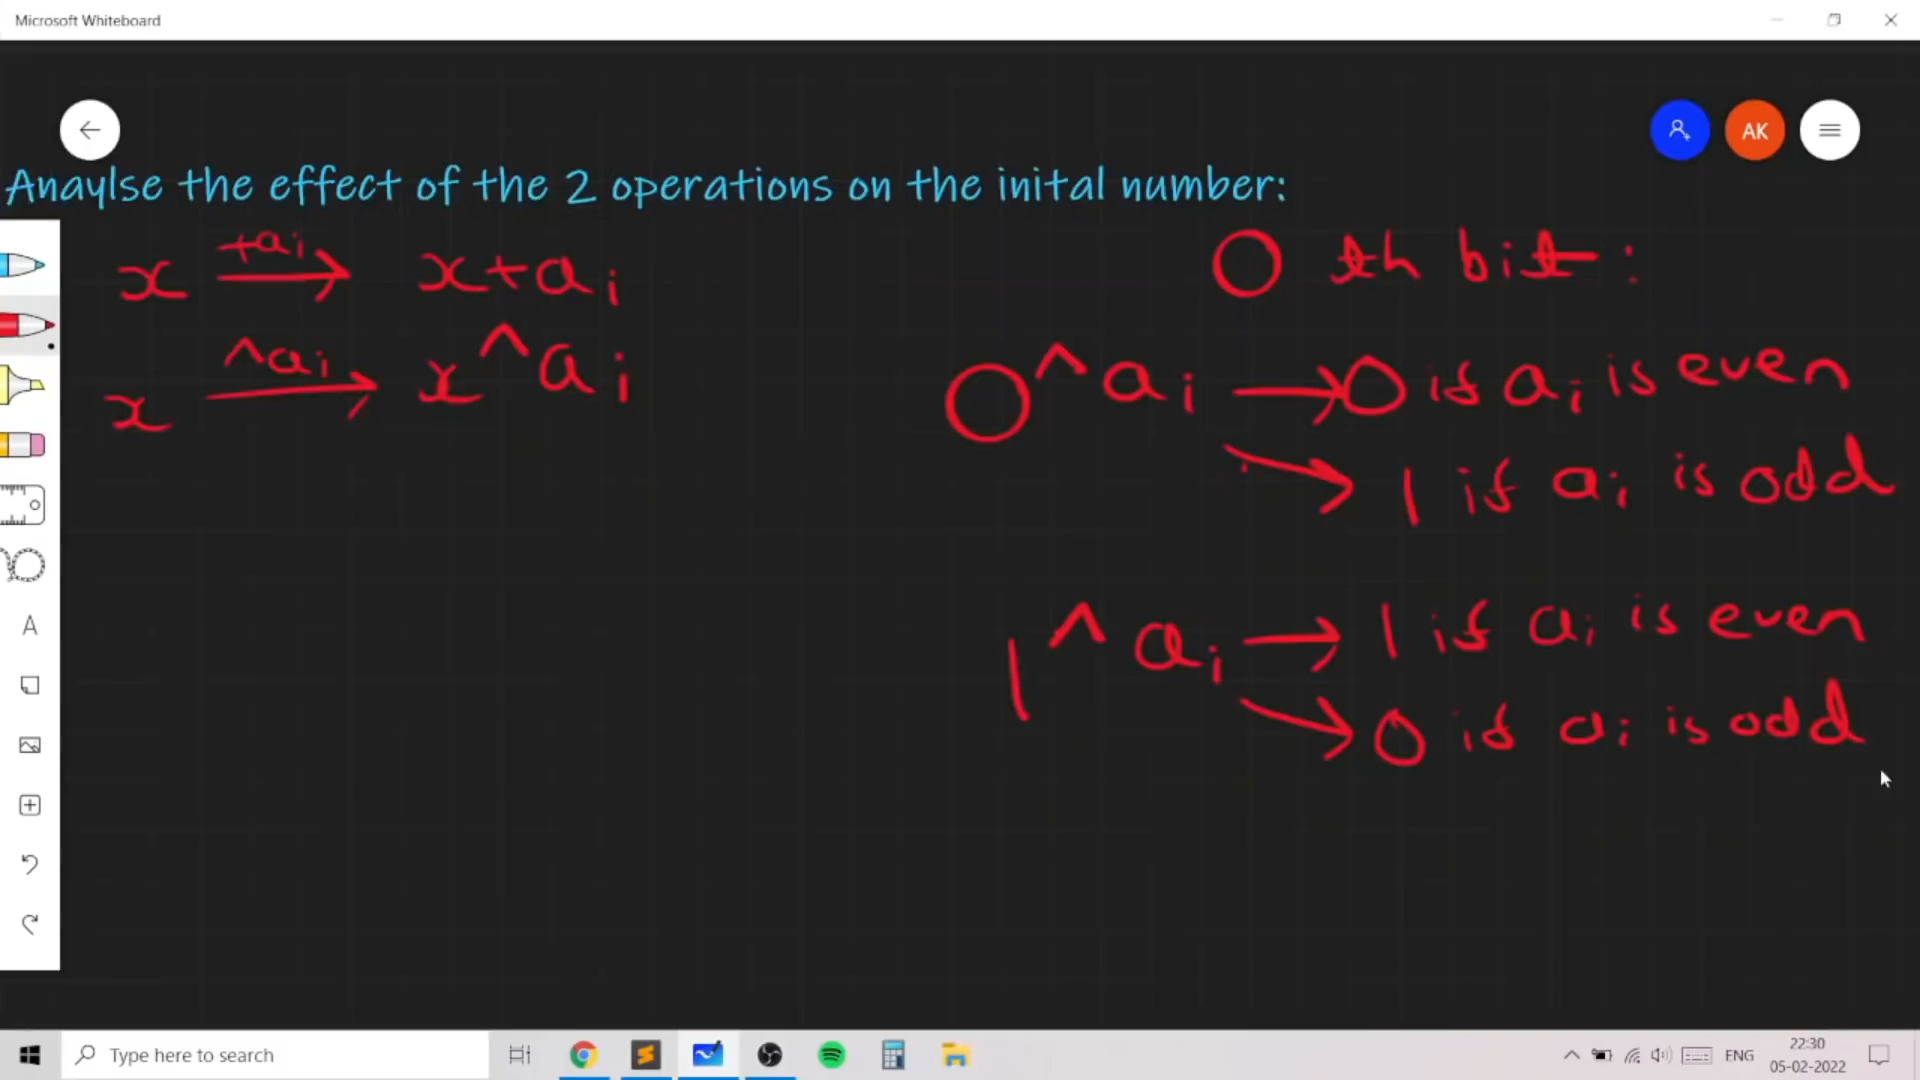 Microsoft Whiteboard
AK
Anaylse the effect of the 2 operations on the inital number:
x +ai → x+ai
x ^ai → x^ai
0 th bit:
0^ai → 0 if ai is even
→ 1 if ai is odd
1^ai → 1 if ai is even
→ 0 if ai is odd
A
Type here to search
ENG
22:30
05-02-2022